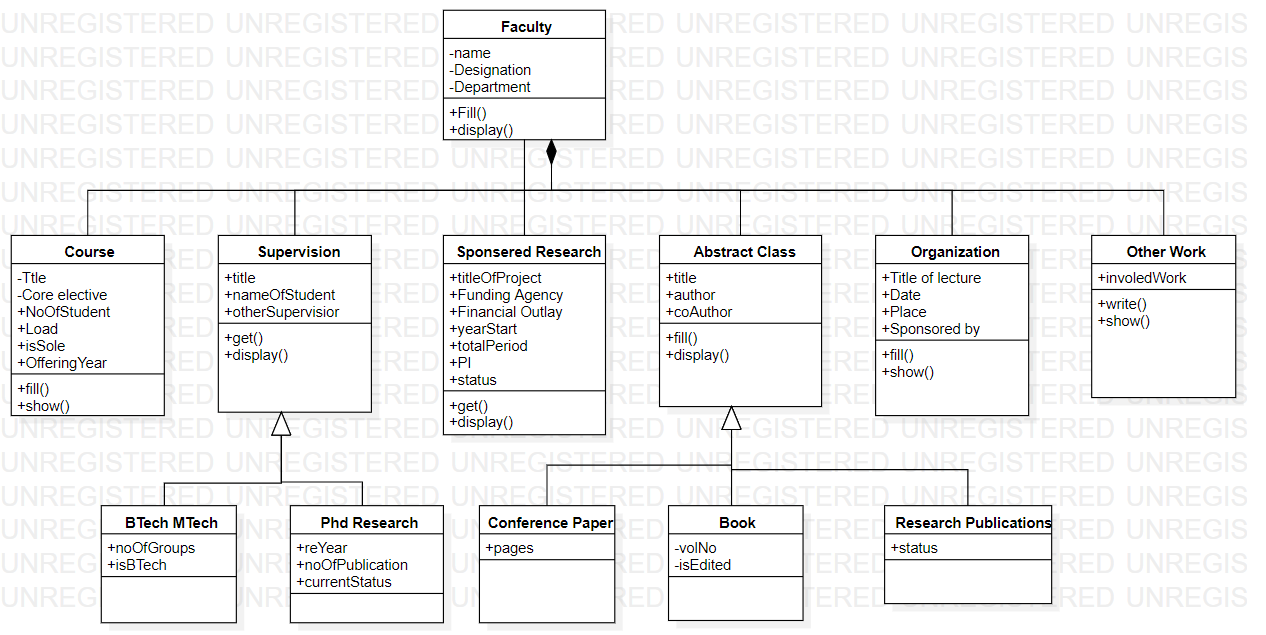 Faculty
-name
-Designation
-Department
+Fill()
+display()
Course
-Ttle
-Core elective
+NoOfStudent
+Load
+isSole
+OfferingYear
+fill()
+show()
Supervision
+title
+nameOfStudent
+otherSupervisior
+get()
+display()
Sponsered Research
+titleOfProject
+Funding Agency
+Financial Outlay
+yearStart
+totalPeriod
+PI
+status
+get()
+display()
Abstract Class
+title
+author
+coAuthor
+fill()
+display()
Organization
+Title of lecture
+Date
+Place
+Sponsored by
+fill()
+show()
Other Work
+involedWork
+write()
+show()
BTech MTech
+noOfGroups
+isBTech
Phd Research
+reYear
+noOfPublication
+currentStatus
Conference Paper
+pages
Book
-volNo
-isEdited
Research Publications
+status
UNREGISTERED